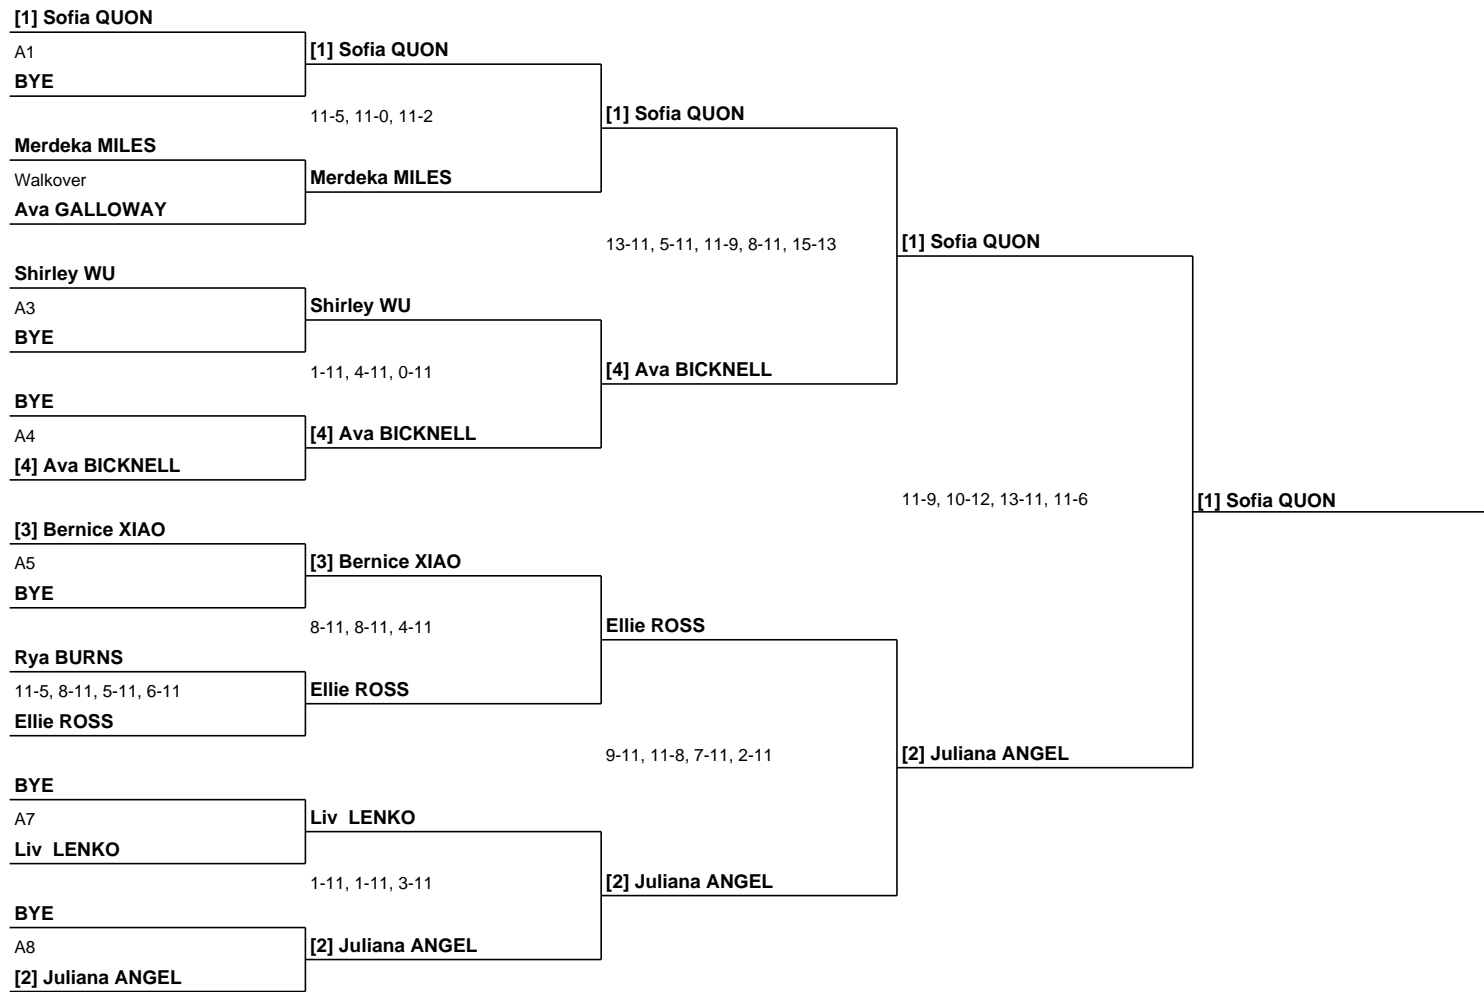 [1] Sofia QUON
A1
BYE
Merdeka MILES
Walkover
Ava GALLOWAY
Shirley WU
A3
BYE
BYE
A4
[4] Ava BICKNELL
[3] Bernice XIAO
A5
BYE
Rya BURNS
11-5, 8-11, 5-11, 6-11
Ellie ROSS
BYE
A7
Liv  LENKO
BYE
A8
[2] Juliana ANGEL
[1] Sofia QUON
11-5, 11-0, 11-2
Merdeka MILES
Shirley WU
1-11, 4-11, 0-11
[4] Ava BICKNELL
[3] Bernice XIAO
8-11, 8-11, 4-11
Ellie ROSS
Liv  LENKO
1-11, 1-11, 3-11
[2] Juliana ANGEL
[1] Sofia QUON
13-11, 5-11, 11-9, 8-11, 15-13
[4] Ava BICKNELL
Ellie ROSS
9-11, 11-8, 7-11, 2-11
[2] Juliana ANGEL
[1] Sofia QUON
11-9, 10-12, 13-11, 11-6
[2] Juliana ANGEL
[1] Sofia QUON